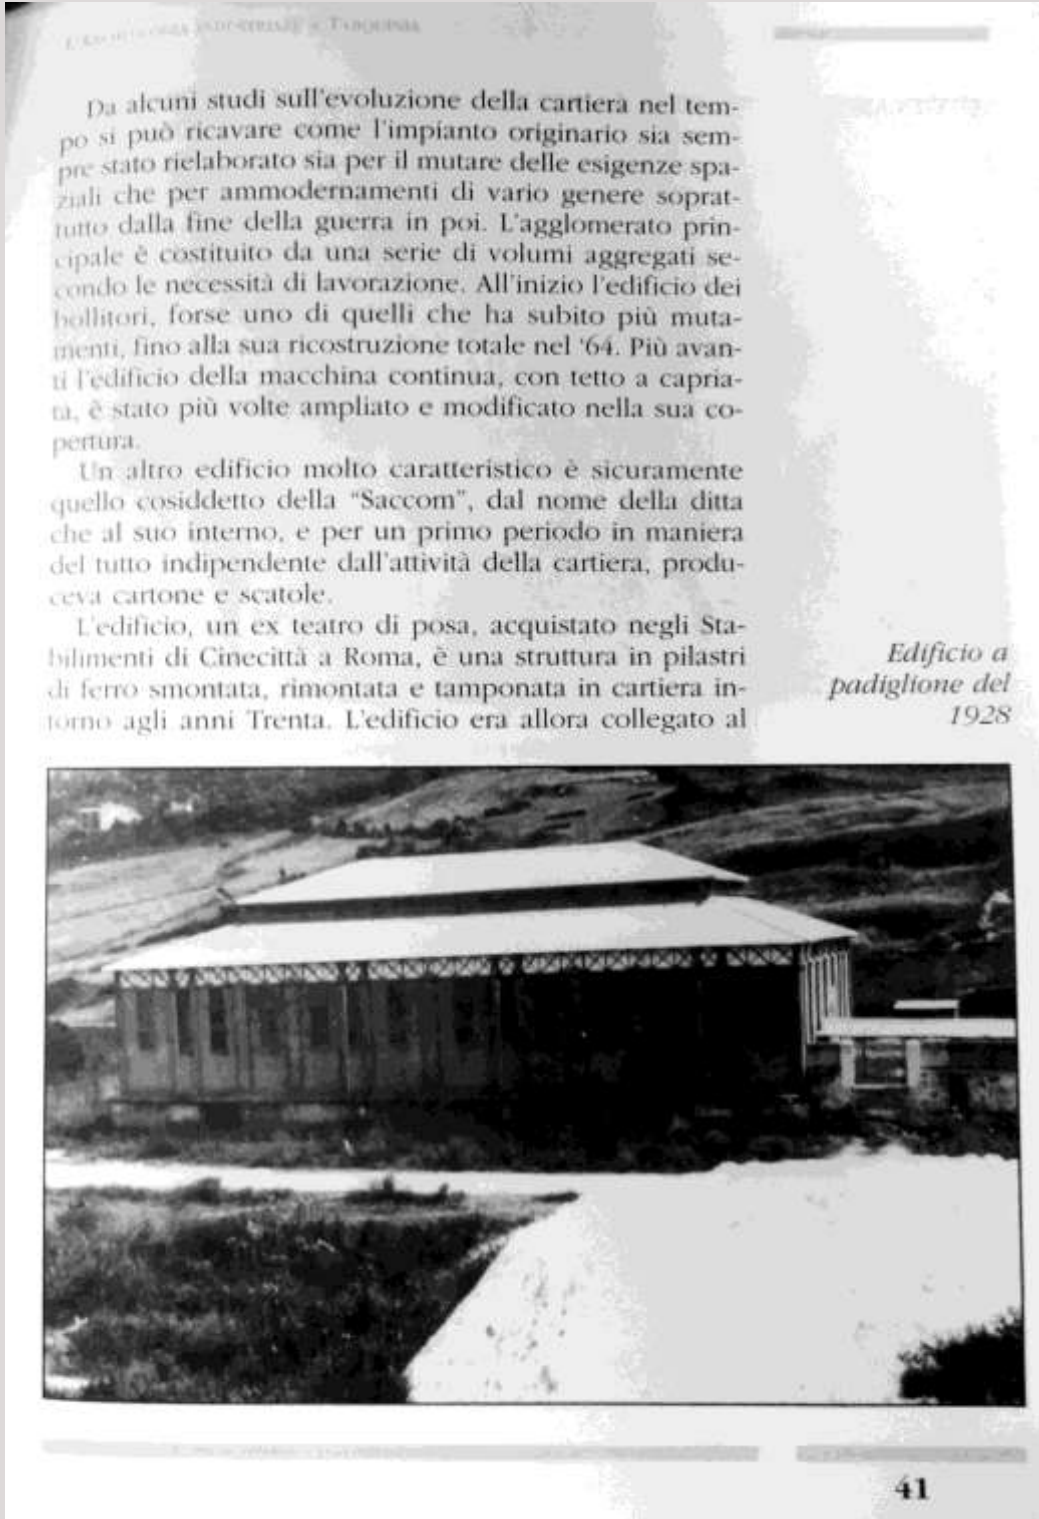 L'ARCHEOLOGIA INDUSTRIALE A TARQUINIA
Da alcuni studi sull'evoluzione della cartiera nel tem-
po si può ricavare come l'impianto originario sia sem-
pre stato rielaborato sia per il mutare delle esigenze spa-
ziali che per ammodernamenti di vario genere soprat-
tutto dalla fine della guerra in poi. L'agglomerato prin-
cipale è costituito da una serie di volumi aggregati se-
condo le necessità di lavorazione. All'inizio l'edificio dei
bollitori, forse uno di quelli che ha subito più muta-
menti, fino alla sua ricostruzione totale nel '64. Più avan-
ti l'edificio della macchina continua, con tetto a capria-
ta, è stato più volte ampliato e modificato nella sua co-
pertura.
Un altro edificio molto caratteristico è sicuramente
quello cosiddetto della "Saccom", dal nome della ditta
che al suo interno, e per un primo periodo in maniera
del tutto indipendente dall'attività della cartiera, produ-
ceva cartone e scatole.
L'edificio, un ex teatro di posa, acquistato negli Sta-
bilimenti di Cinecittà a Roma, è una struttura in pilastri
di ferro smontata, rimontata e tamponata in cartiera in-
torno agli anni Trenta. L'edificio era allora collegato al
Edificio a
padiglione del
1928
41